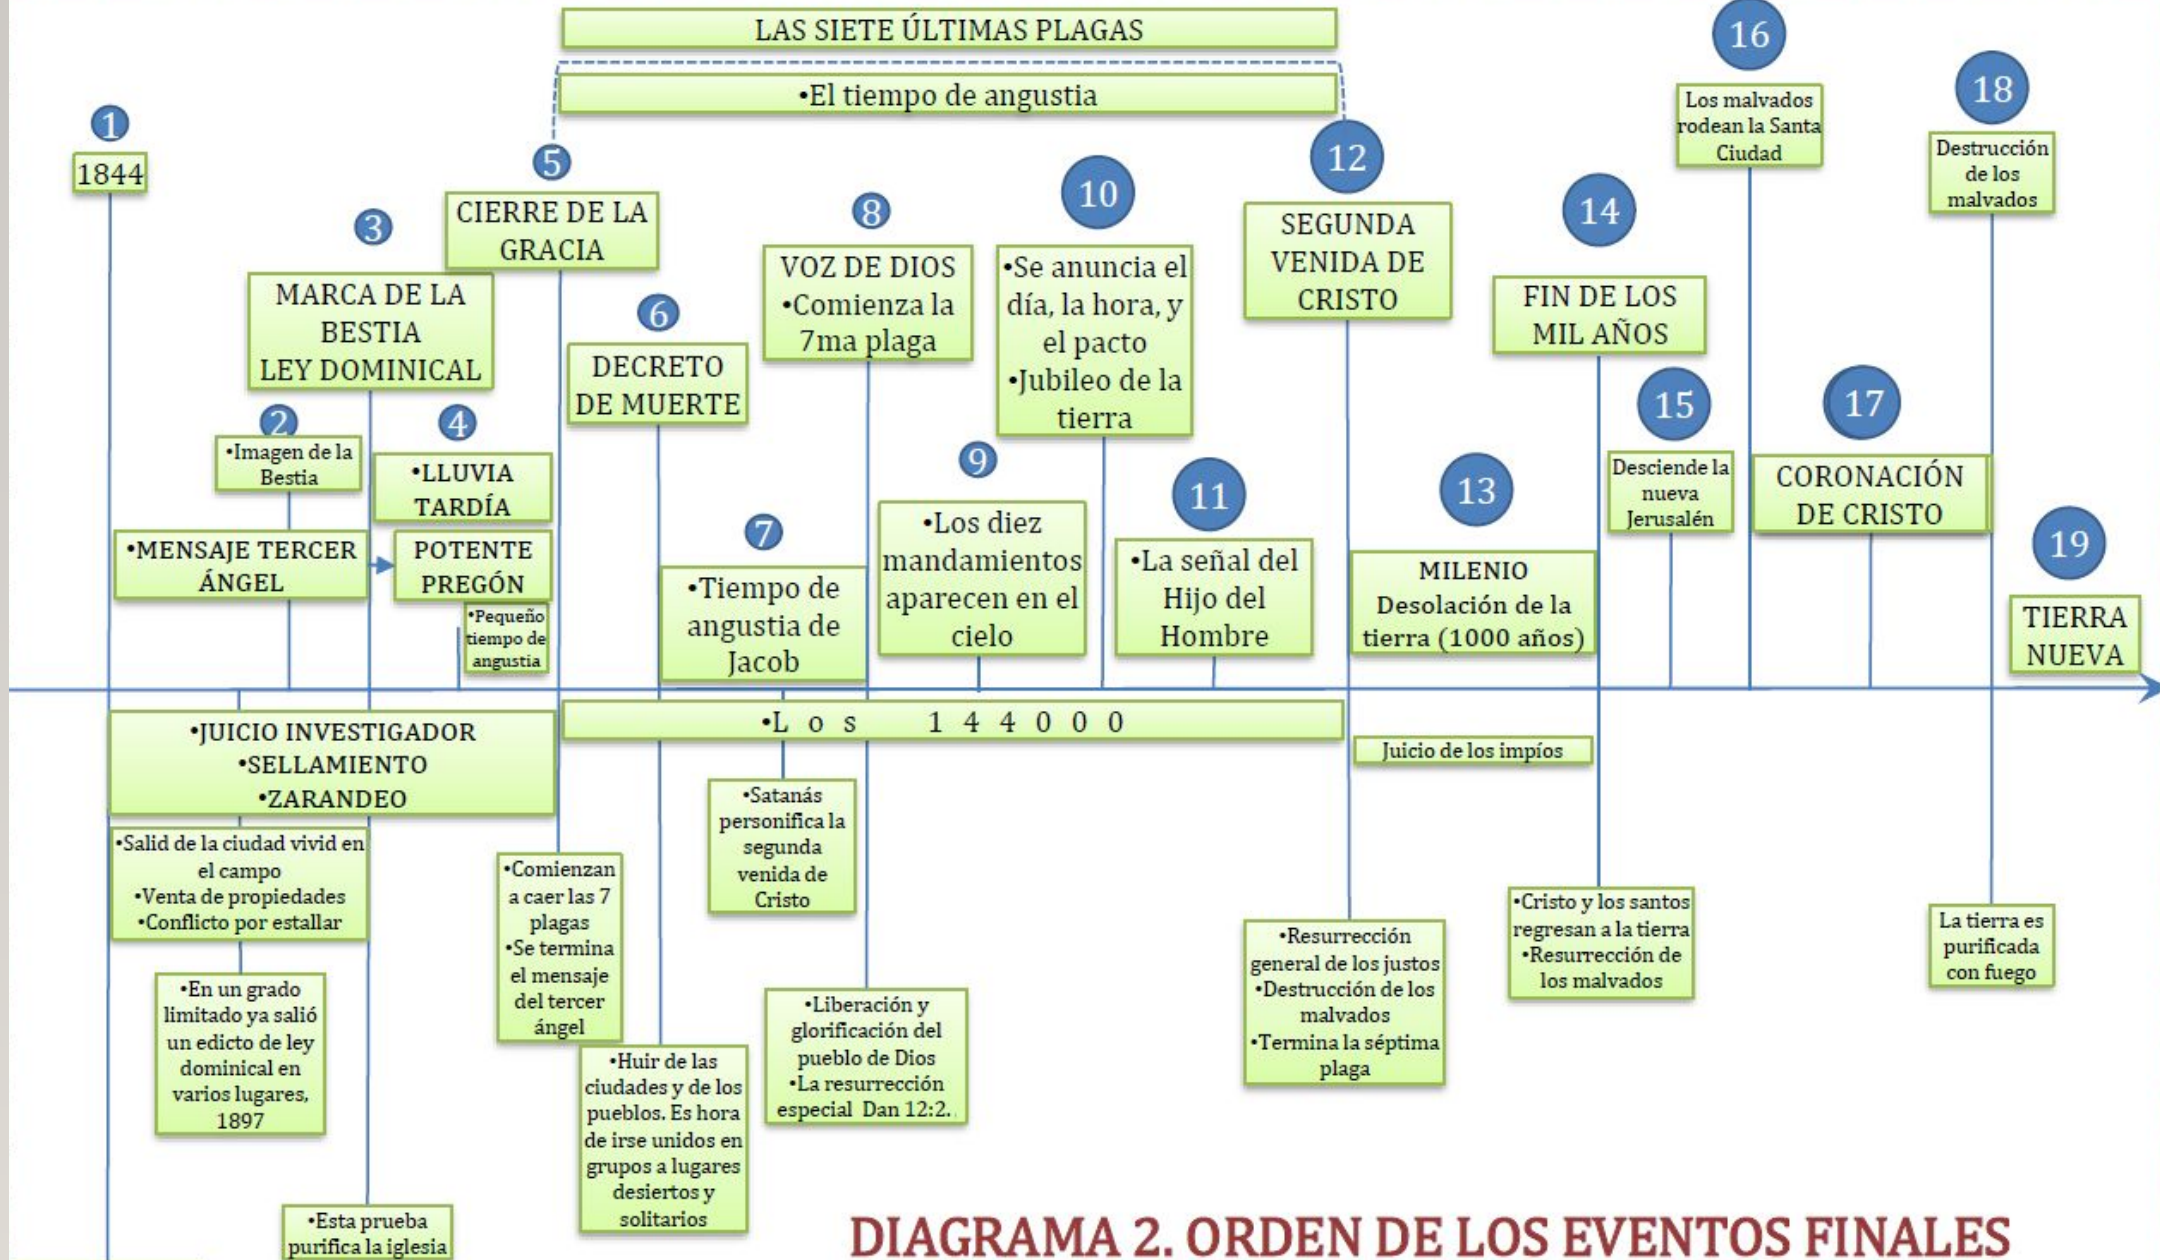 LAS SIETE ÚLTIMAS PLAGAS
•El tiempo de angustia
1
1844
2
•Imagen de la
Bestia
•MENSAJE TERCER
ÁNGEL
3
MARCA DE LA
BESTIA
LEY DOMINICAL
4
•LLUVIA
TARDÍA
POTENTE
PREGÓN
•Pequeño
tiempo de
angustia
5
CIERRE DE LA
GRACIA
6
DECRETO
DE MUERTE
7
•Tiempo de
angustia de
Jacob
8
VOZ DE DIOS
•Comienza la
7ma plaga
9
•Los diez
mandamientos
aparecen en el
cielo
10
•Se anuncia el
día, la hora, y
el pacto
•Jubileo de la
tierra
11
•La señal del
Hijo del
Hombre
12
SEGUNDA
VENIDA DE
CRISTO
13
MILENIO
Desolación de la
tierra (1000 años)
14
FIN DE LOS
MIL AÑOS
15
Desciende la
nueva
Jerusalén
16
Los malvados
rodean la Santa
Ciudad
17
CORONACIÓN
DE CRISTO
18
Destrucción
de los
malvados
19
TIERRA
NUEVA
•JUICIO INVESTIGADOR
•SELLAMIENTO
•ZARANDEO
•Los 144000
Juicio de los impíos
•Salid de la ciudad vivid en
el campo
•Venta de propiedades
•Conflicto por estallar
•En un grado
limitado ya salió
un edicto de ley
dominical en
varios lugares,
1897
•Esta prueba
purifica la iglesia
•Comienzan
a caer las 7
plagas
•Se termina
el mensaje
del tercer
ángel
•Huir de las
ciudades y de los
pueblos. Es hora
de irse unidos en
grupos a lugares
desiertos y
solitarios
•Satanás
personifica la
segunda
venida de
Cristo
•Liberación y
glorificación del
pueblo de Dios
•La resurrección
especial Dan 12:2.
•Resurrección
general de los justos
•Destrucción de los
malvados
•Termina la séptima
plaga
•Cristo y los santos
regresan a la tierra
•Resurrección de
los malvados
La tierra es
purificada
con fuego
DIAGRAMA 2. ORDEN DE LOS EVENTOS FINALES